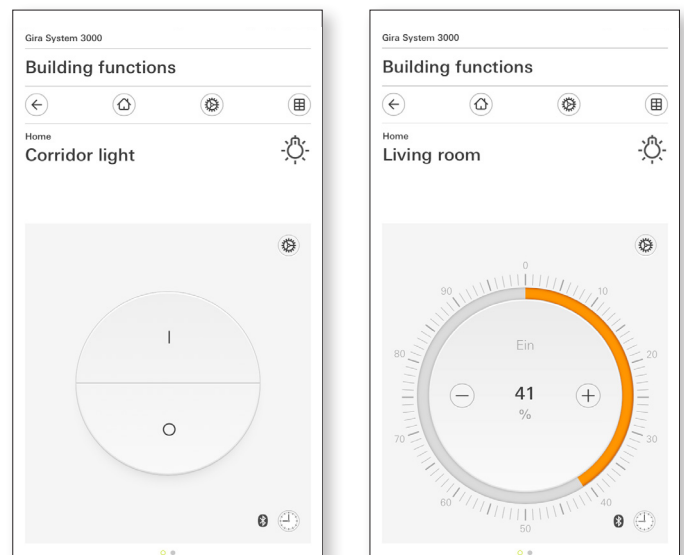 Gira System 3000
Building functions
Home
Corridor light
I
O
Gira System 3000
Building functions
Home
Living room
0
10
20
30
40
50
60
70
80
90
Ein
41
%